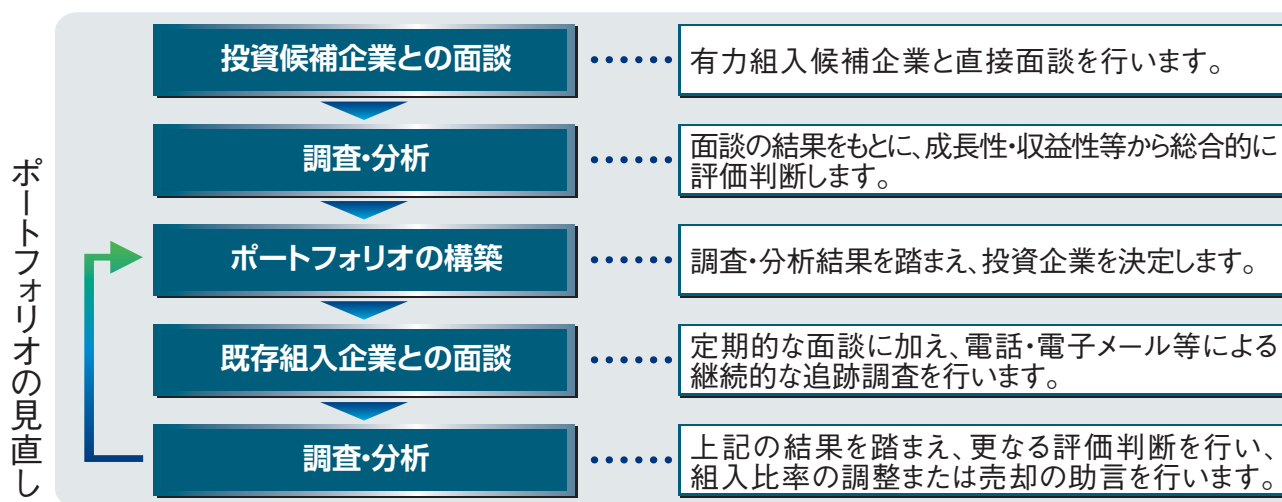 ポートフォリオの見直し
投資候補企業との面談
有力組入候補企業と直接面談を行います。
調査・分析
面談の結果をもとに、成長性・収益性等から総合的に
評価判断します。
ポートフォリオの構築
調査・分析結果を踏まえ、投資企業を決定します。
既存組入企業との面談
定期的な面談に加え、電話・電子メール等による
継続的な追跡調査を行います。
調査・分析
上記の結果を踏まえ、更なる評価判断を行い、
組入比率の調整または売却の助言を行います。